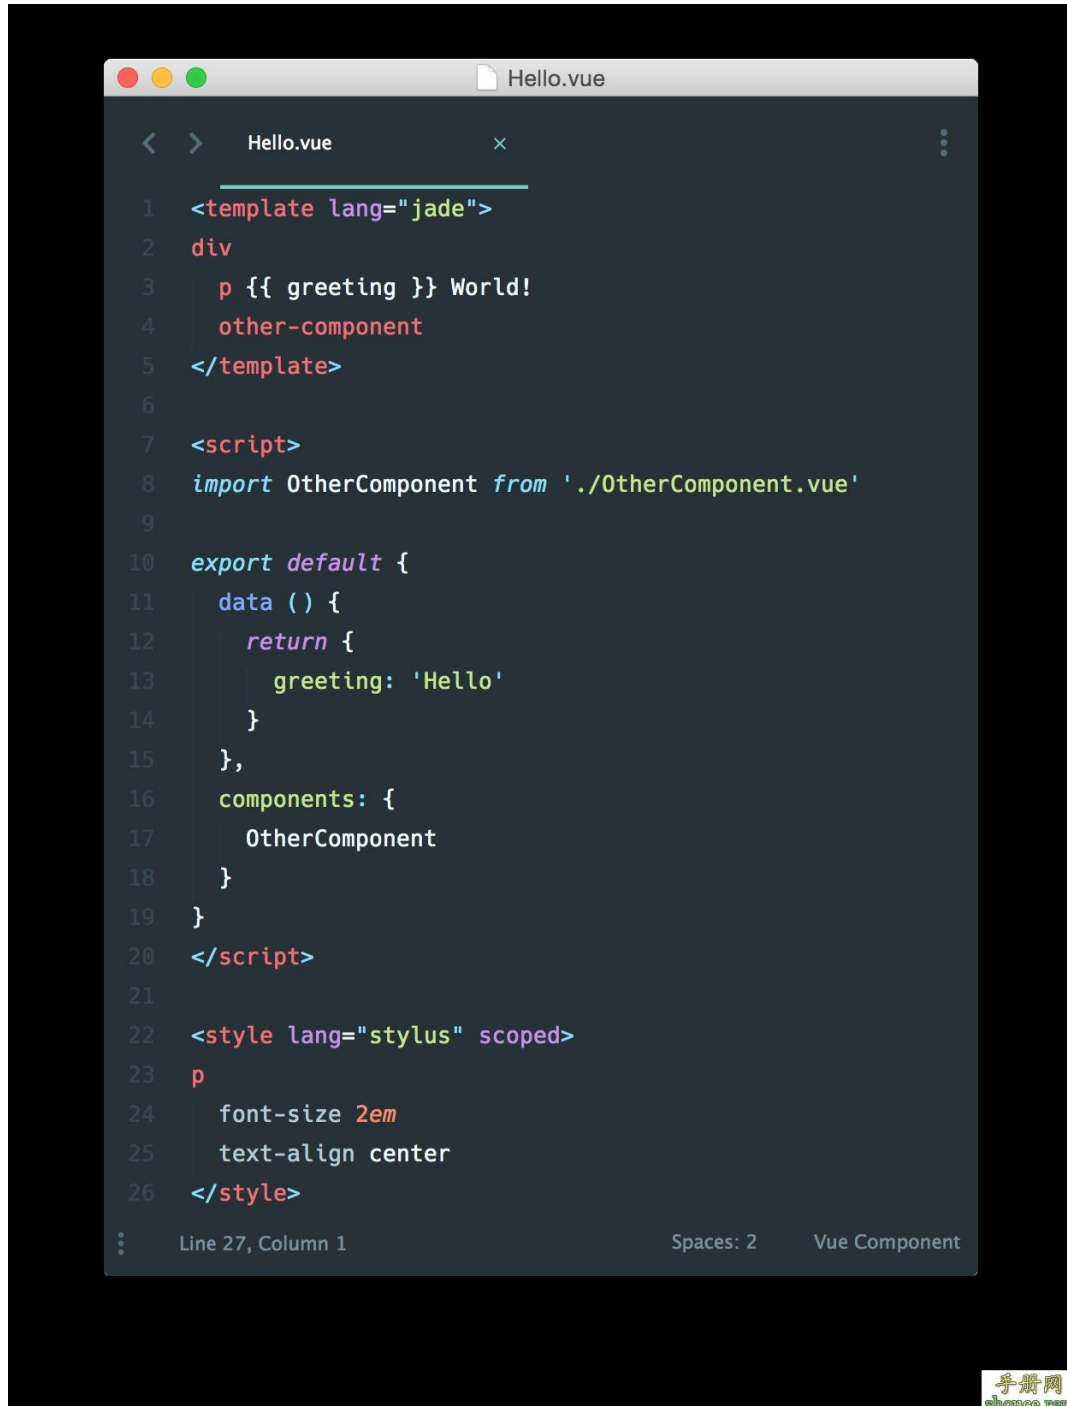 Hello.vue
Hello.vue ×
1 <template lang="jade">
2 div
3   p {{ greeting }} World!
4   other-component
5 </template>
6
7 <script>
8 import OtherComponent from './OtherComponent.vue'
9
10 export default {
11   data () {
12     return {
13       greeting: 'Hello'
14     }
15   },
16   components: {
17     OtherComponent
18   }
19 }
20 </script>
21
22 <style lang="stylus" scoped>
23 p
24   font-size 2em
25   text-align center
26 </style>
Line 27, Column 1 Spaces: 2 Vue Component
手册网